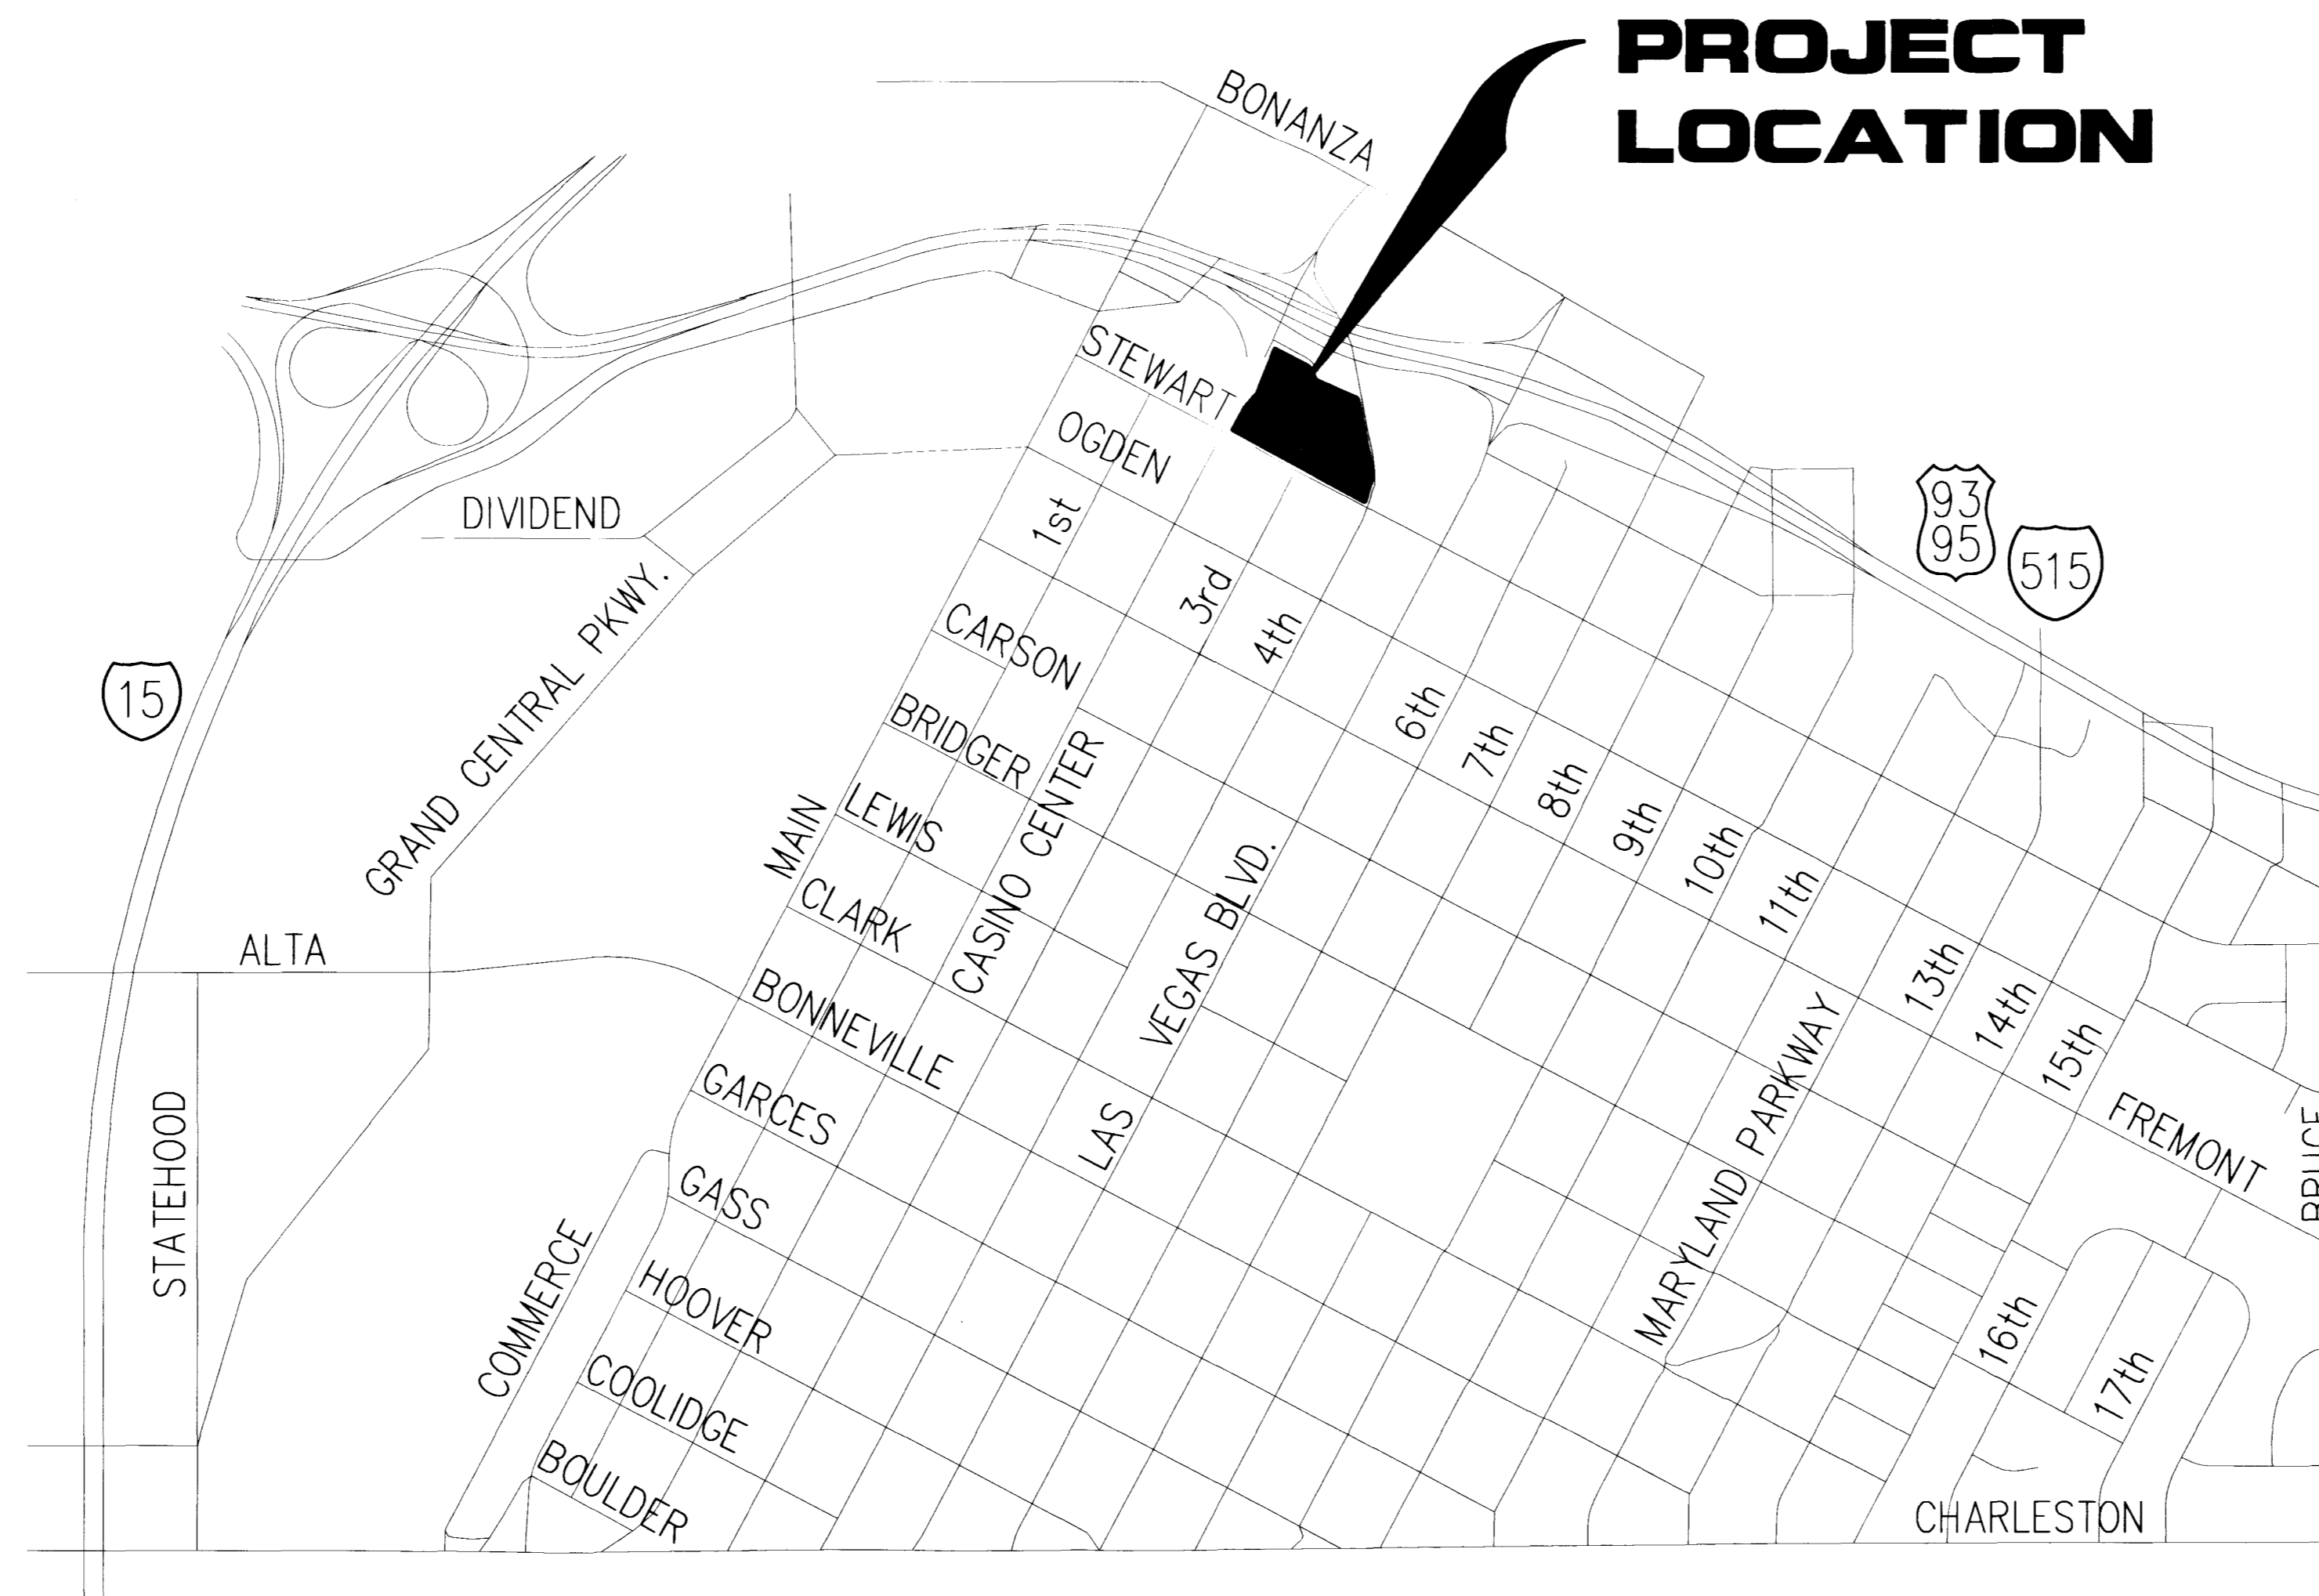 PROJECT
LOCATION
BONANZA
STEWART
OGDEN
DIVIDEND
93
95
515
1st
3rd
4th
GRAND CENTRAL PKWY.
CARSON
15
6th
BRIDGER
7th
CASINO CENTER
8th
LEWIS
MAIN
9th
10th
LAS VEGAS BLVD.
11th
CLARK
ALTA
13th
BONNEVILLE
14th
15th
MARYLAND PARKWAY
GARCES
FREMONT
BRUCE
STATEHOOD
GASS
COMMERCE
HOOVER
16th
17th
COOLIDGE
BOULDER
CHARLESTON